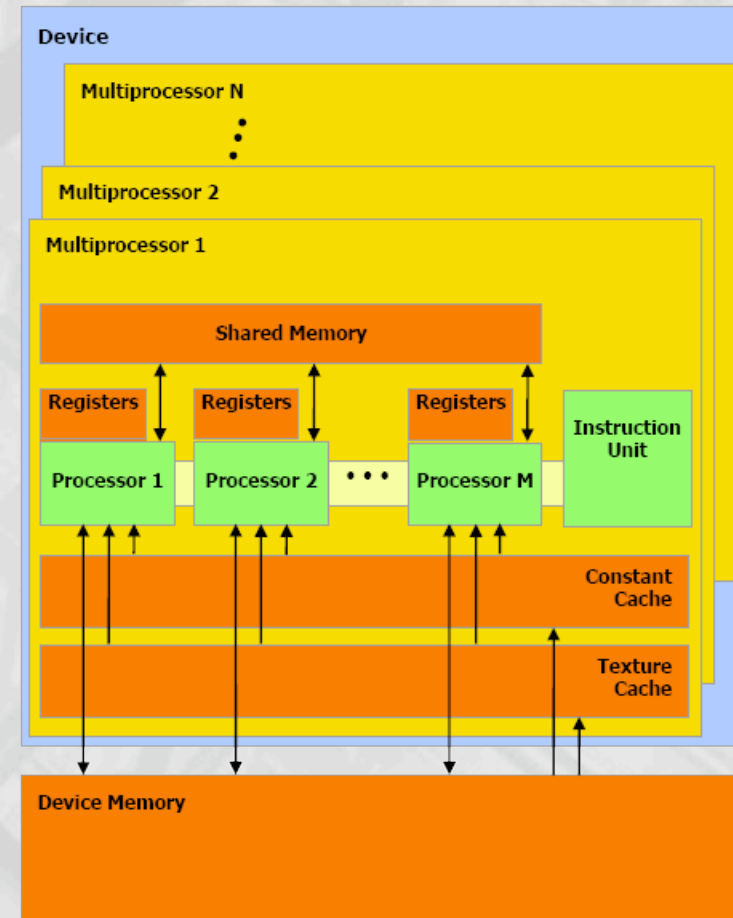 Device
Multiprocessor N
Multiprocessor 2
Multiprocessor 1
Shared Memory
Registers
Registers
Registers
Instruction
Unit
Processor 1
Processor 2
Processor M
Constant
Cache
Texture
Cache
Device Memory